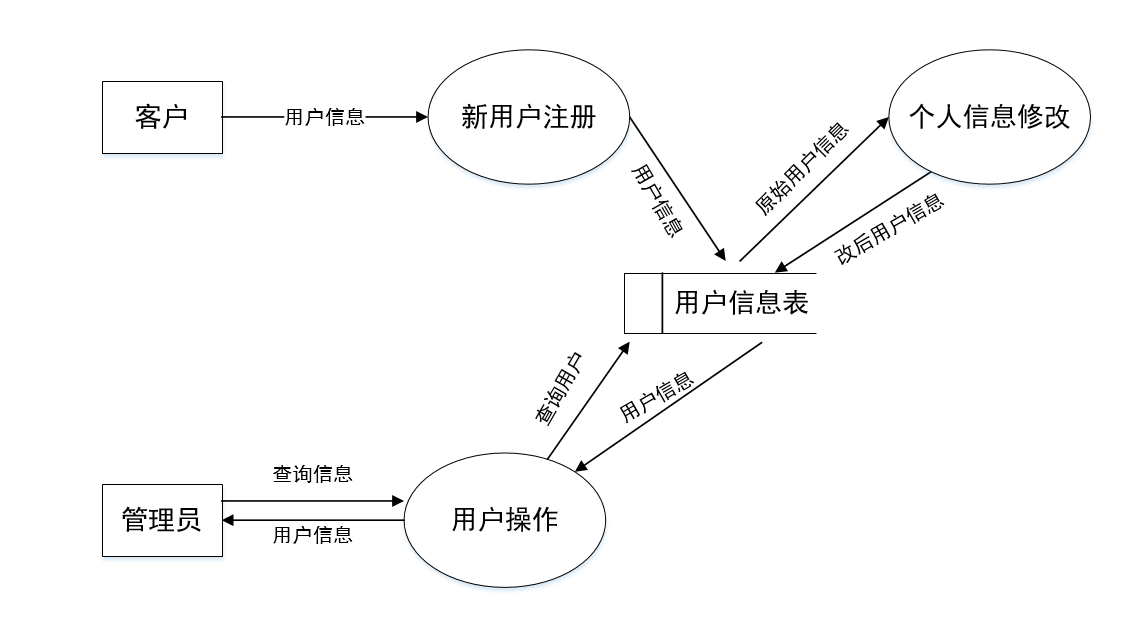 客户
用户信息
新用户注册
个人信息修改
用户信息
原始用户信息
改后用户信息
用户信息表
查询用户
用户信息
查询信息
管理员
用户操作
用户信息